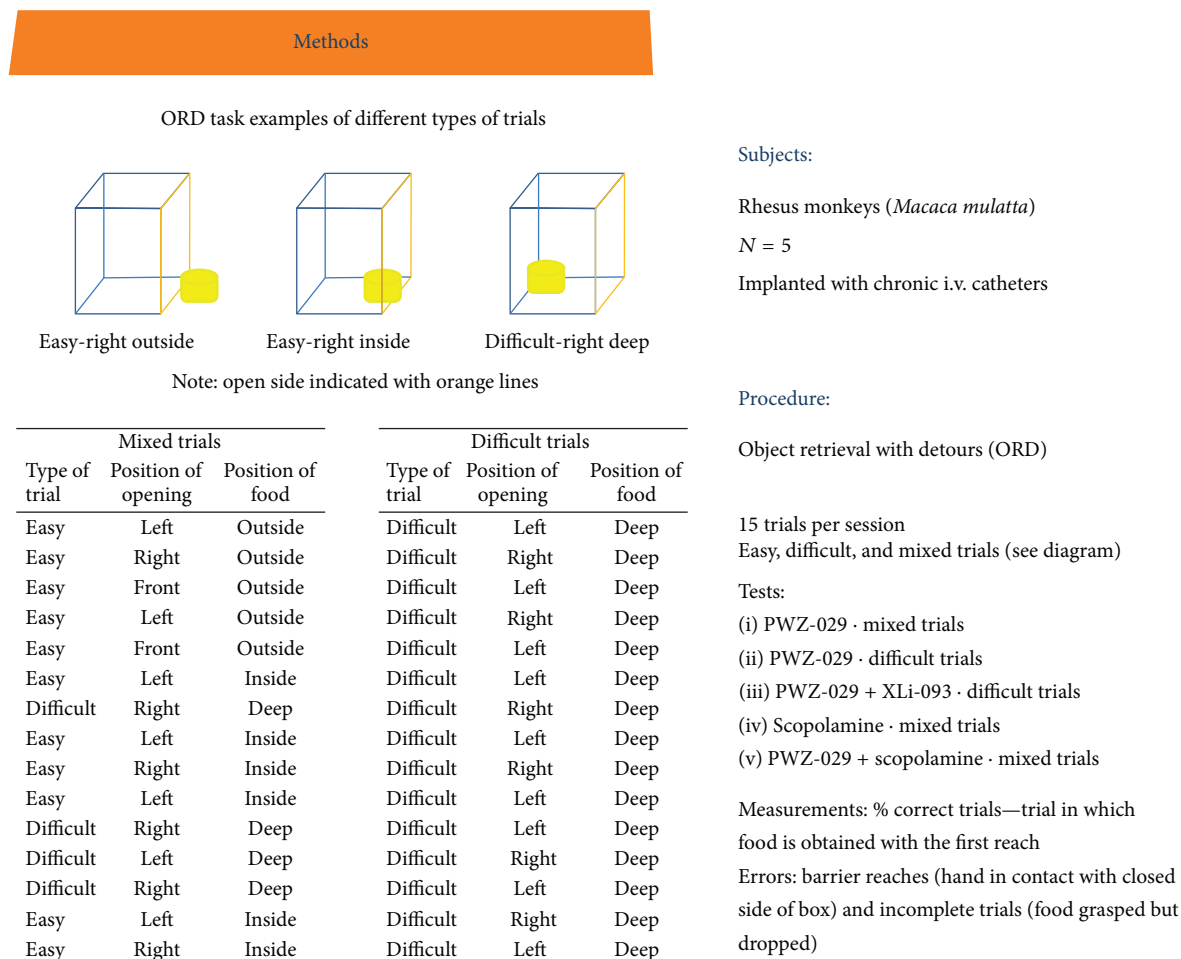 Methods
ORD task examples of different types of trials
Easy-right outside
Easy-right inside
Difficult-right deep
Note: open side indicated with orange lines
Mixed trials
Type of trial Position of opening Position of food
Easy Left Outside
Easy Right Outside
Easy Front Outside
Easy Left Outside
Easy Front Outside
Easy Left Inside
Difficult Right Deep
Easy Left Inside
Easy Right Inside
Easy Left Inside
Difficult Right Deep
Difficult Left Deep
Difficult Right Deep
Easy Left Inside
Easy Right Inside
Difficult trials
Type of trial Position of opening Position of food
Difficult Left Deep
Difficult Right Deep
Difficult Left Deep
Difficult Right Deep
Difficult Left Deep
Difficult Left Deep
Difficult Right Deep
Difficult Left Deep
Difficult Right Deep
Difficult Left Deep
Difficult Left Deep
Difficult Right Deep
Difficult Left Deep
Difficult Right Deep
Difficult Left Deep
Subjects:
Rhesus monkeys (Macaca mulatta)
N = 5
Implanted with chronic i.v. catheters
Procedure:
Object retrieval with detours (ORD)
15 trials per session
Easy, difficult, and mixed trials (see diagram)
Tests:
(i) PWZ-029 · mixed trials
(ii) PWZ-029 · difficult trials
(iii) PWZ-029 + XLi-093 · difficult trials
(iv) Scopolamine · mixed trials
(v) PWZ-029 + scopolamine · mixed trials
Measurements: % correct trials—trial in which
food is obtained with the first reach
Errors: barrier reaches (hand in contact with closed
side of box) and incomplete trials (food grasped but
dropped)